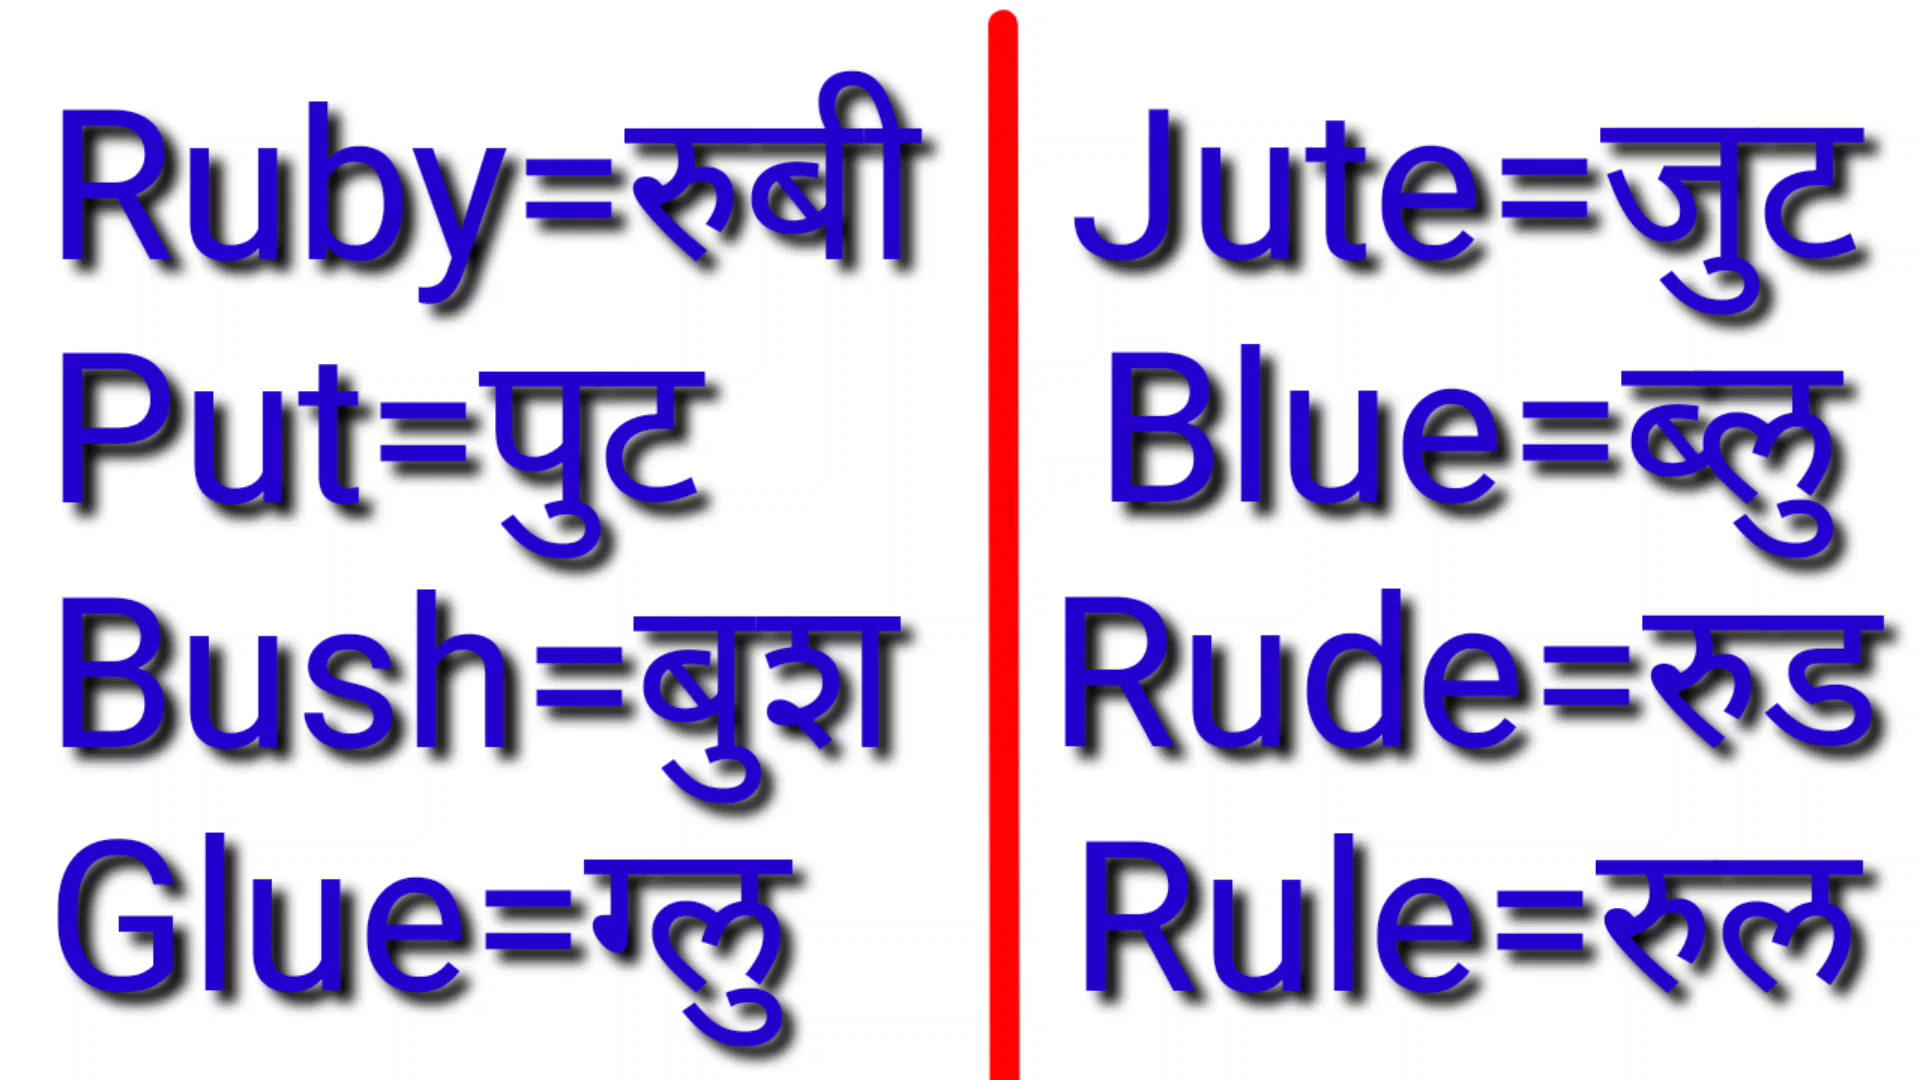 Ruby=रुबी
Put=पुट
Bush=बुश
Glue=ग्लु
Jute=जुट
Blue=ब्लु
Rude=रुड
Rule=रुल